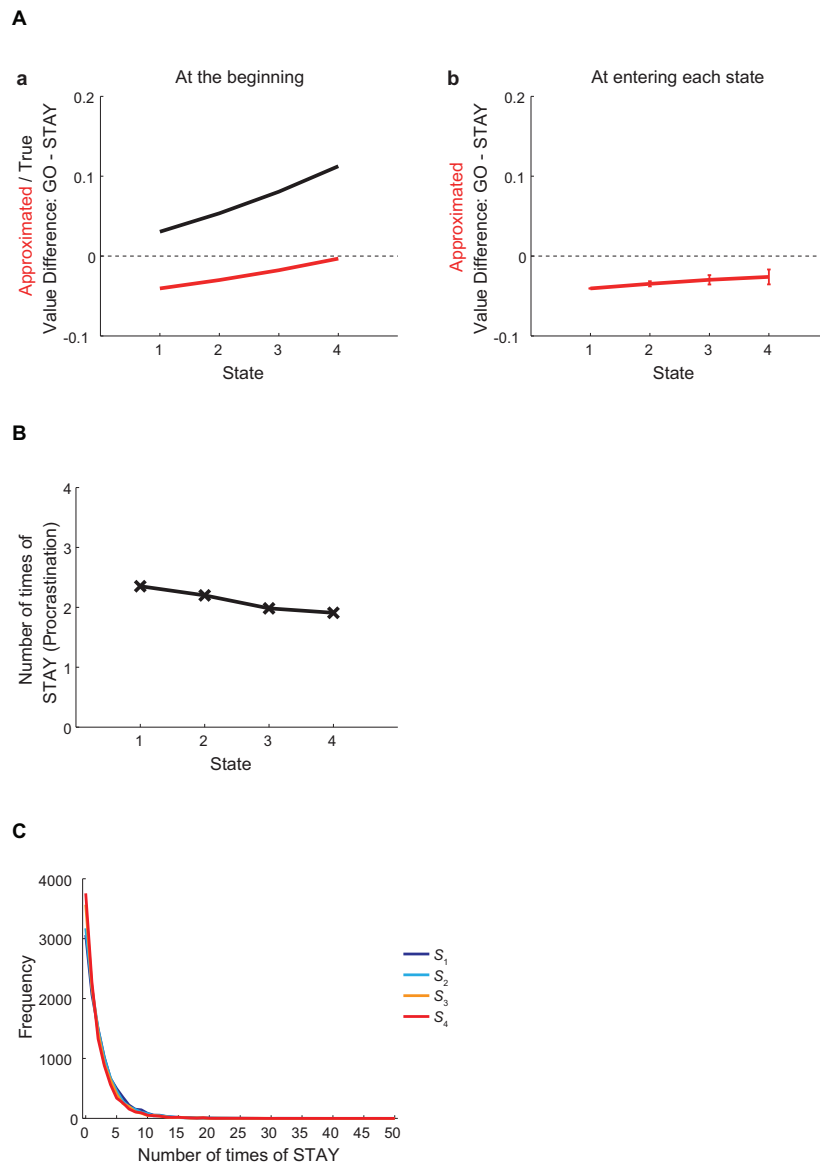 A
a
At the beginning
0.2
0.1
0
-0.1
Approximated / True
Value Difference: GO - STAY
1 2 3 4
State
b
At entering each state
0.2
0.1
0
-0.1
Approximated
Value Difference: GO - STAY
1 2 3 4
State
B
4
3
2
1
0
Number of times of
STAY (Procrastination)
1 2 3 4
State
C
4000
3000
2000
1000
0
Frequency
0 5 10 15 20 25 30 35 40 45 50
Number of times of STAY
S1
S2
S3
S4